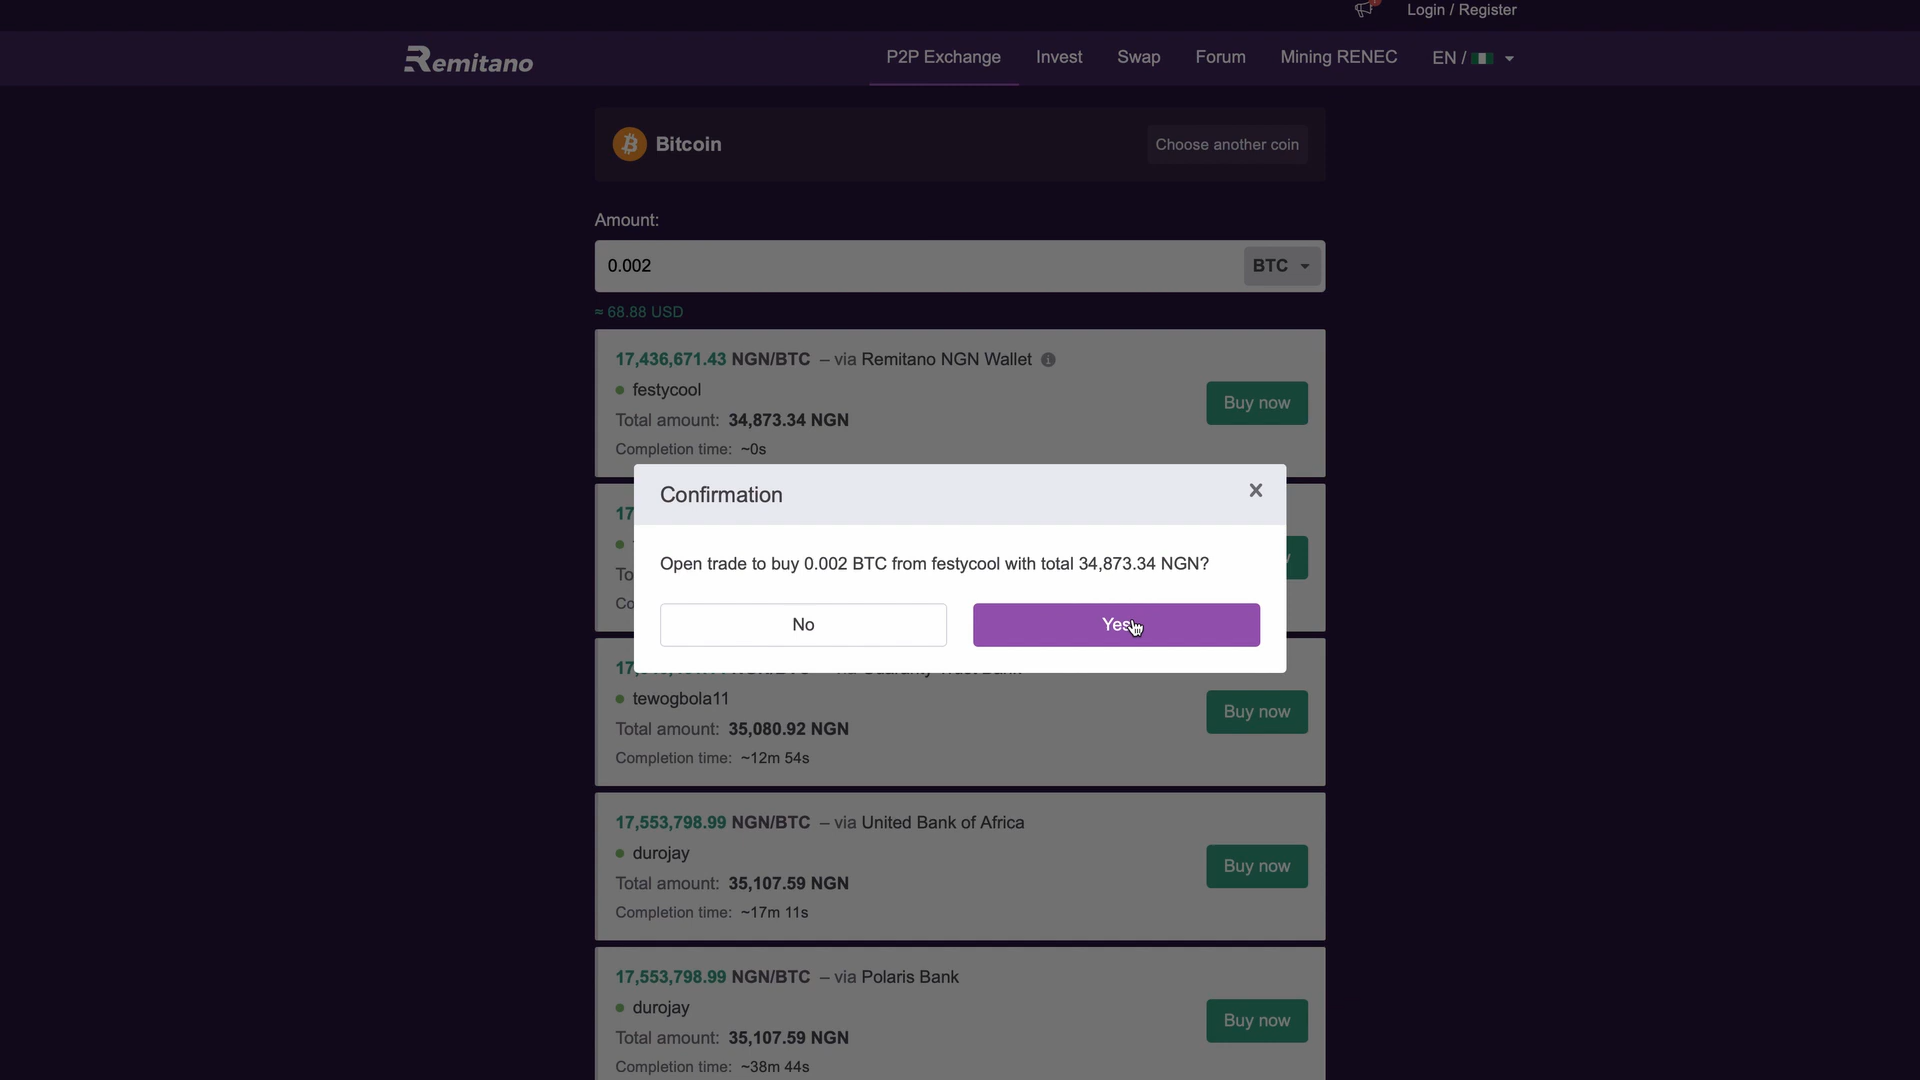 Login / Register
Remitano
P2P Exchange Invest Swap Forum Mining RENEC EN /
Bitcoin
Choose another coin
Amount:
0.002 BTC
≈ 68.88 USD
17,436,671.43 NGN/BTC – via Remitano NGN Wallet
festycool
Total amount: 34,873.34 NGN
Completion time: ~0s
Buy now
Confirmation
Open trade to buy 0.002 BTC from festycool with total 34,873.34 NGN?
No
Yes
tewogbola11
Total amount: 35,080.92 NGN
Completion time: ~12m 54s
Buy now
17,553,798.99 NGN/BTC – via United Bank of Africa
durojay
Total amount: 35,107.59 NGN
Completion time: ~17m 11s
Buy now
17,553,798.99 NGN/BTC – via Polaris Bank
durojay
Total amount: 35,107.59 NGN
Completion time: ~38m 44s
Buy now